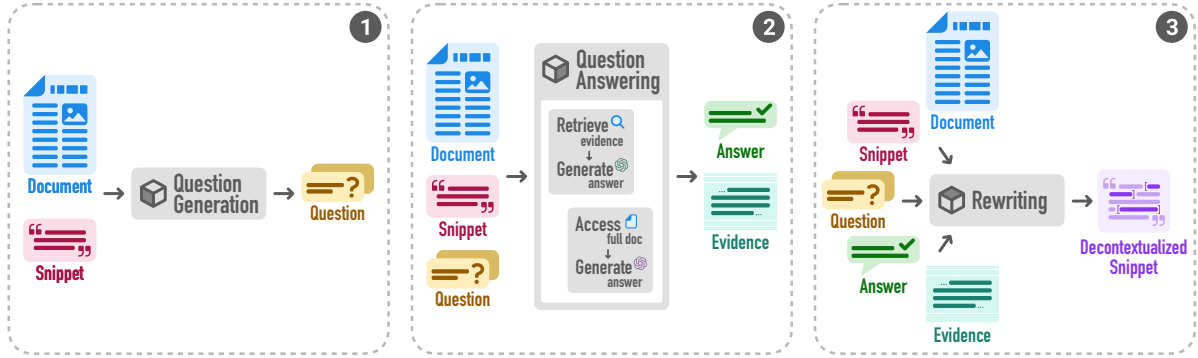 1
Document
Snippet
Question
Generation
Question
2
Document
Snippet
Question
Question
Answering
Retrieve
evidence
Generate
answer
Access
full doc
Generate
answer
Answer
Evidence
3
Document
Snippet
Question
Answer
Evidence
Rewriting
Decontextualized
Snippet